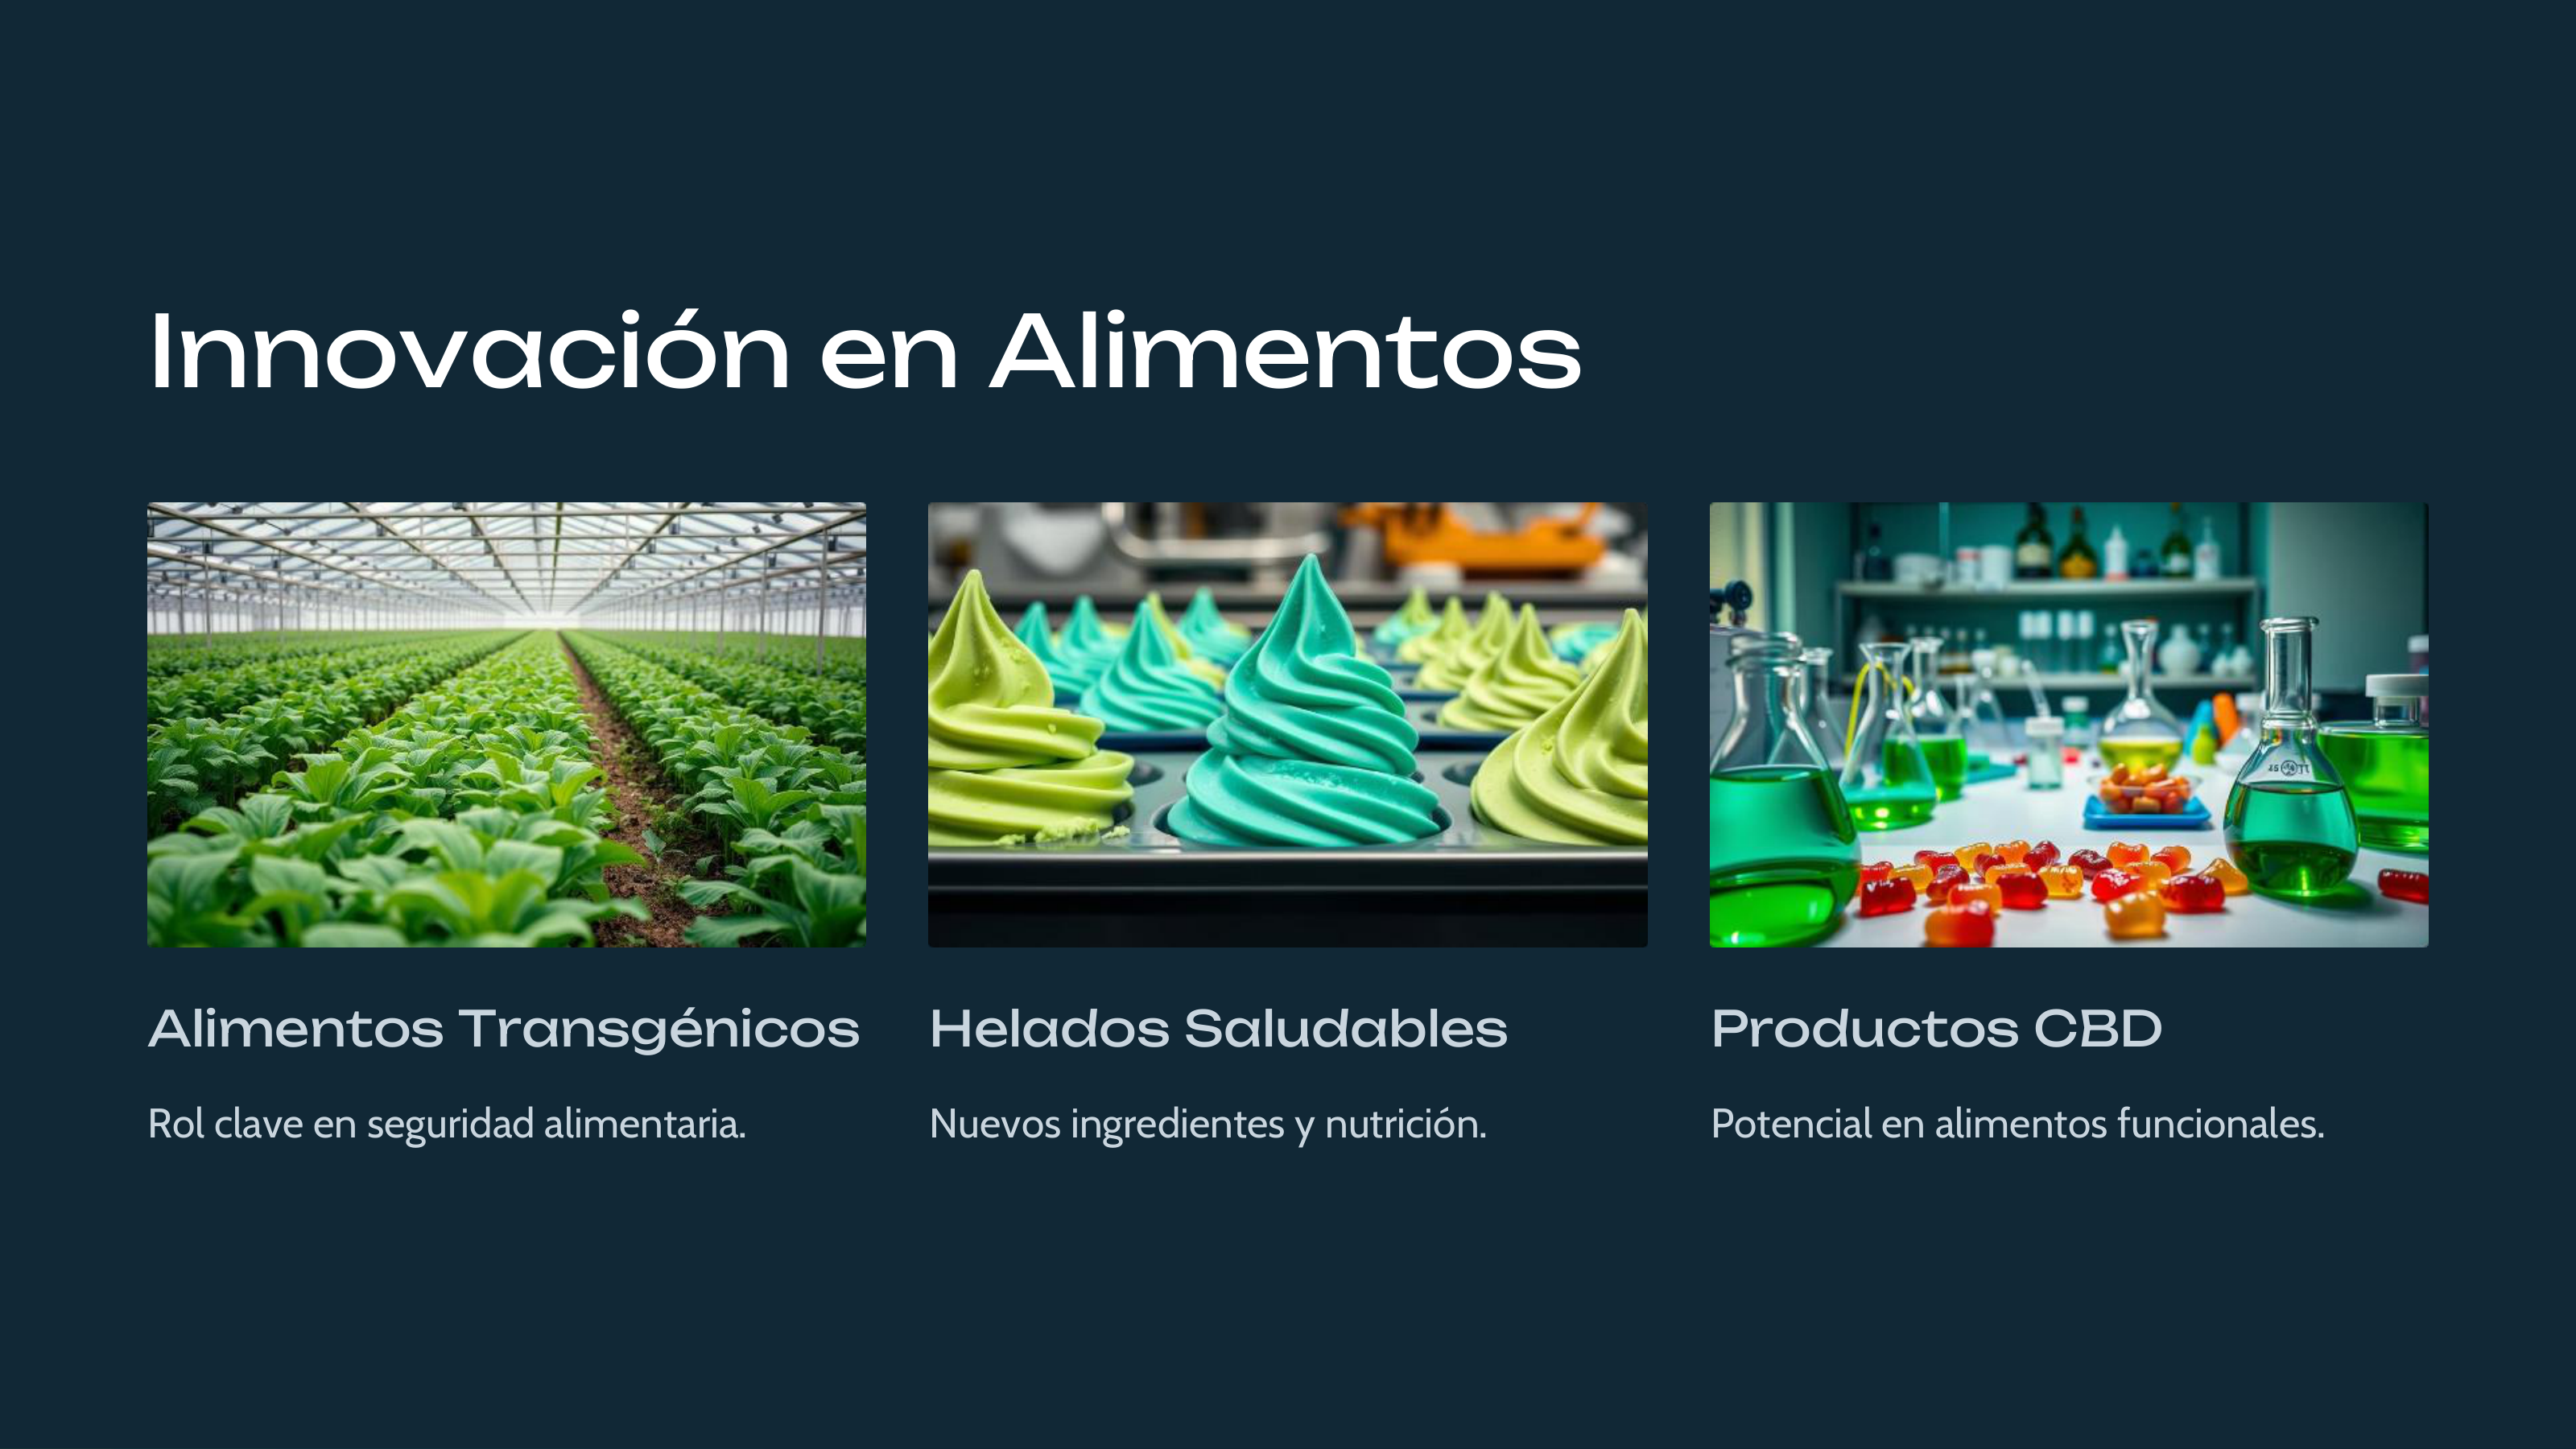 Innovación en Alimentos
Alimentos Transgénicos
Rol clave en seguridad alimentaria.
Helados Saludables
Nuevos ingredientes y nutrición.
Productos CBD
Potencial en alimentos funcionales.